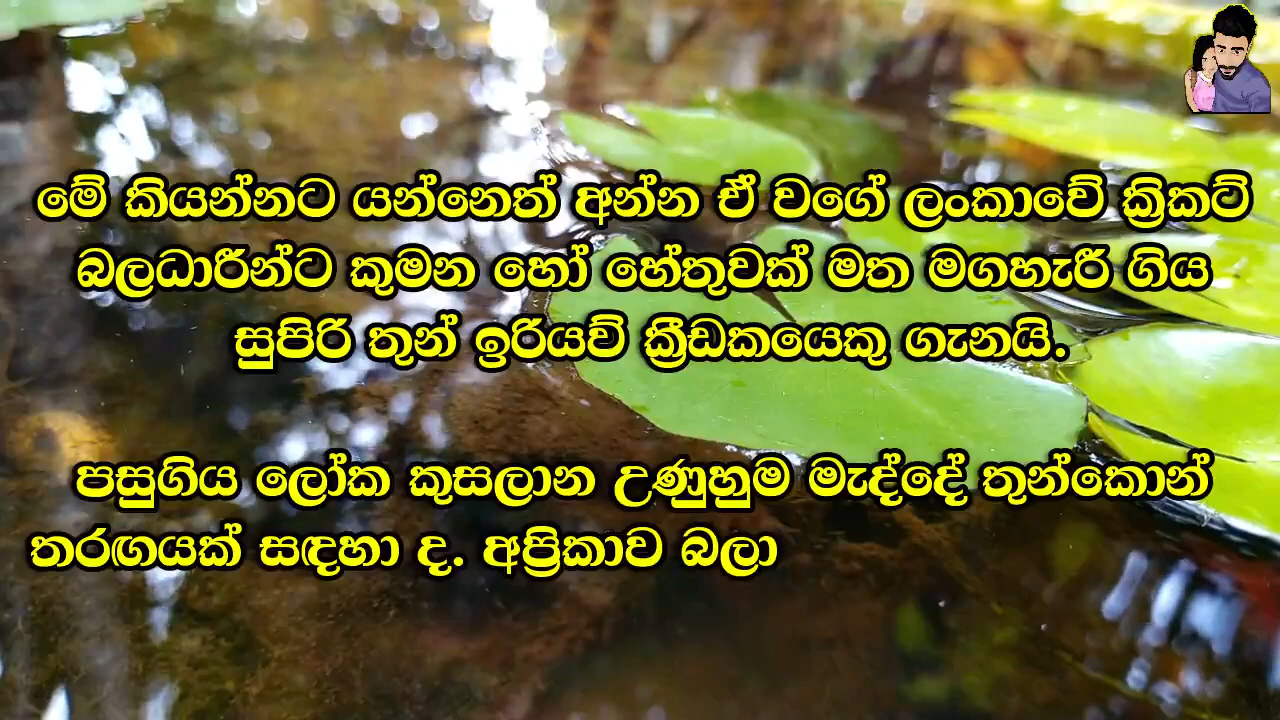 මේ කියන්නට යන්නෙත් අන්න ඒ වගේ ලංකාවේ ක්‍රිකට්
බලධාරීන්ට කුමන හෝ හේතුවක් මත මගහැරී ගිය
සුපිරි තුන් ඉරියව් ක්‍රීඩකයෙකු ගැනයි.
පසුගිය ලෝක කුසලාන උණුහුම මැද්දේ තුන්කොන්
තරඟයක් සඳහා ද. අප්‍රිකාව බලා